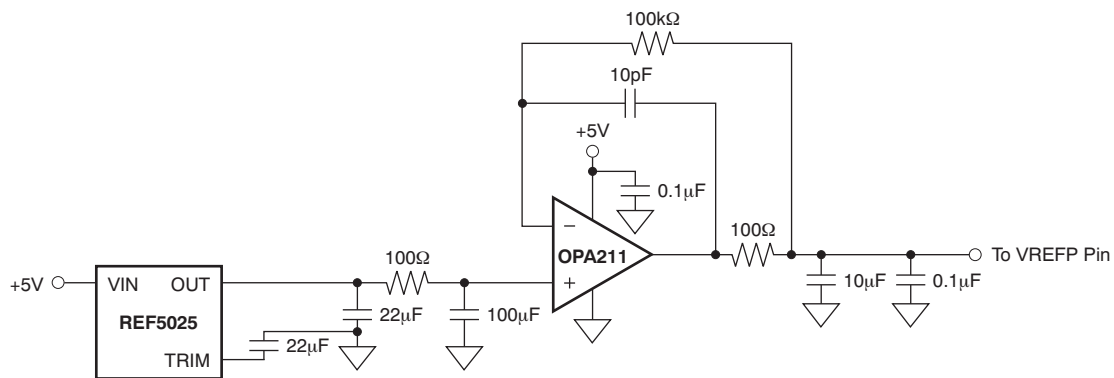 100kΩ
10pF
+5V
0.1μF
−
OPA211
+
100Ω
To VREFP Pin
10μF
0.1μF
100Ω
+5V
VIN
OUT
REF5025
TRIM
22μF
22μF
100μF